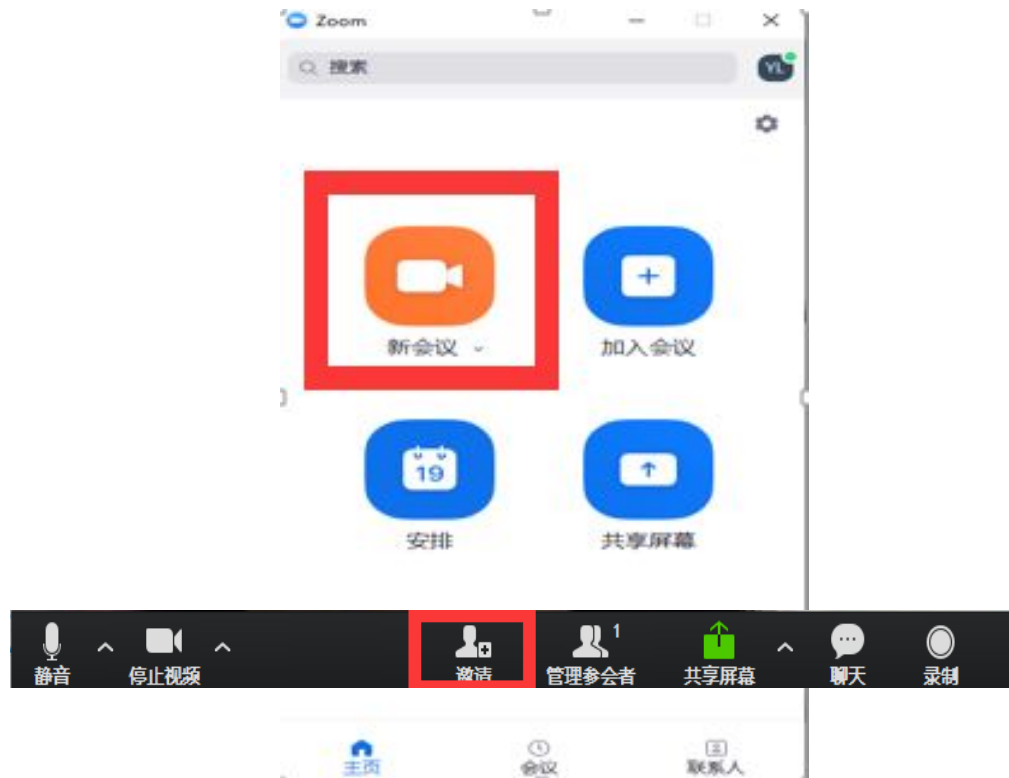 Zoom
搜索
YL
新会议
加入会议
19
安排
共享屏幕
1
静音
停止视频
邀请
管理参会者
共享屏幕
聊天
录制
主页
会议
联系人